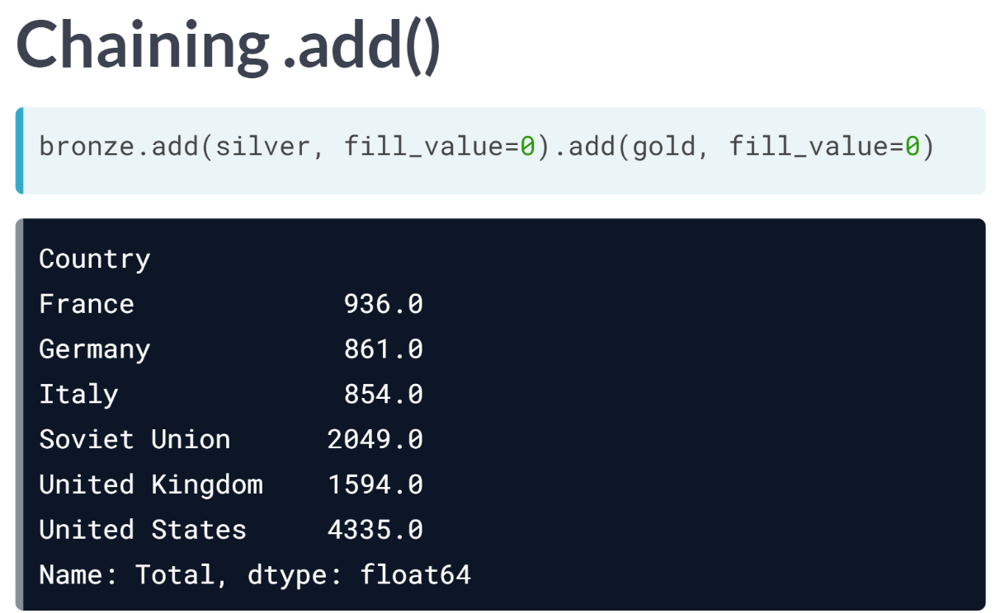 Chaining .add()
bronze.add(silver, fill_value=0).add(gold, fill_value=0)
Country
France             936.0
Germany            861.0
Italy              854.0
Soviet Union      2049.0
United Kingdom    1594.0
United States     4335.0
Name: Total, dtype: float64